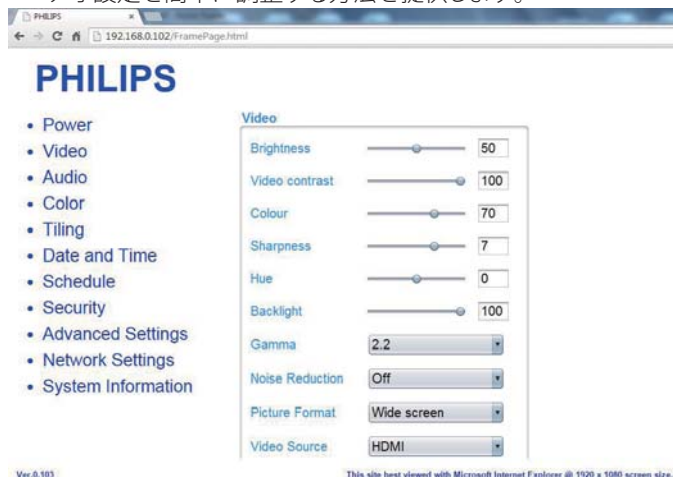 PHILIPS
192.168.0.102/FramePage.html
PHILIPS
• Power
• Video
• Audio
• Color
• Tiling
• Date and Time
• Schedule
• Security
• Advanced Settings
• Network Settings
• System Information
Video
Brightness 50
Video contrast 100
Colour 70
Sharpness 7
Hue 0
Backlight 100
Gamma 2.2
Noise Reduction Off
Picture Format Wide screen
Video Source HDMI
Ver.0.103
This site best viewed with Microsoft Internet Explorer @ 1920 x 1080 screen size.